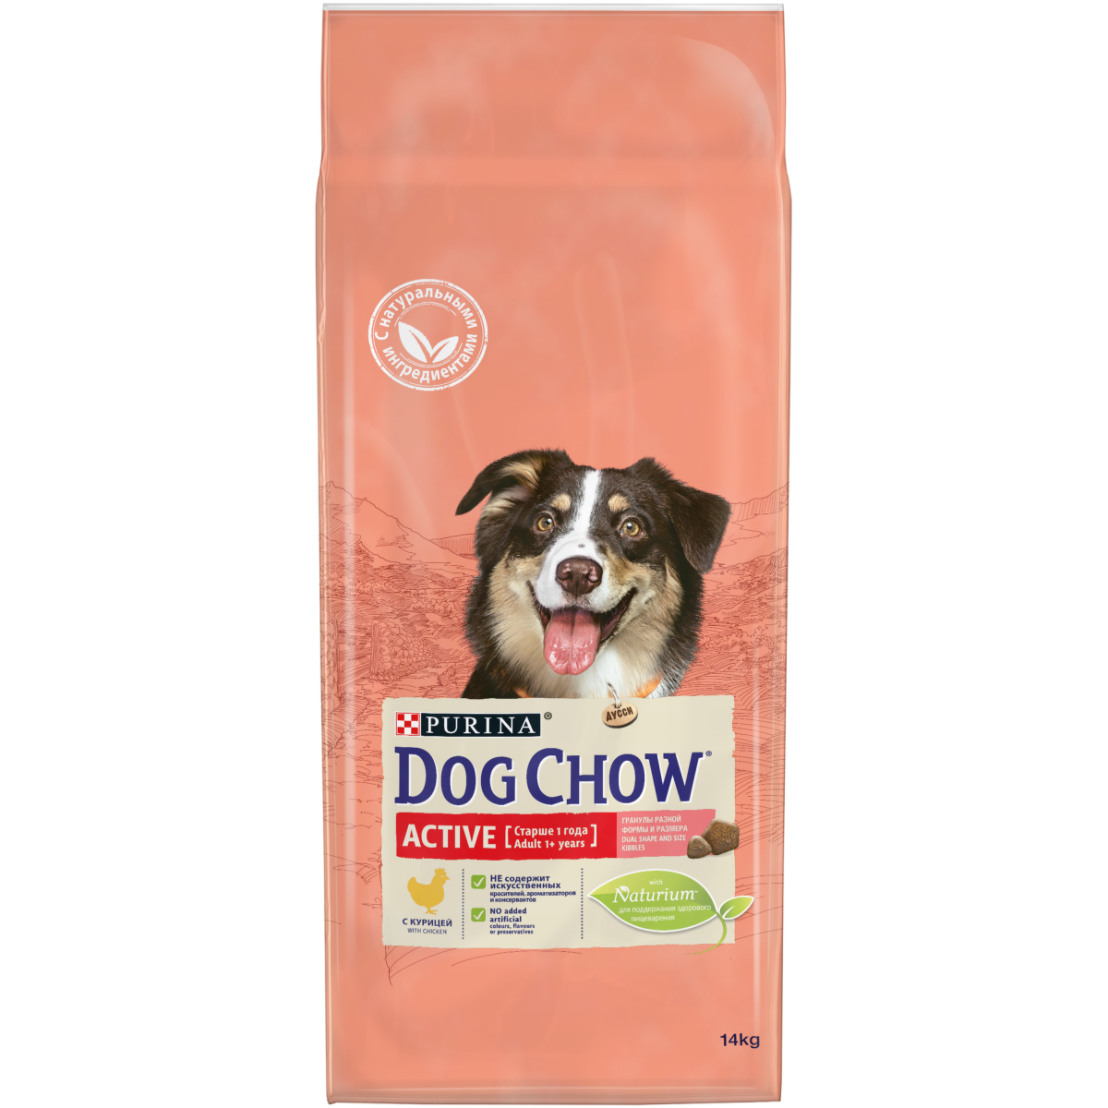 С натуральными
ингредиентами
АУССИ
PURINA®
DOG CHOW®
ACTIVE [Старше 1 года]
Adult 1+ years
ГРАНУЛЫ РАЗНОЙ
ФОРМЫ И РАЗМЕРА
DUAL SHAPE AND SIZE
KIBBLES
С КУРИЦЕЙ
WITH CHICKEN
НЕ содержит
искусственных
красителей, ароматизаторов
и консервантов
NO added
artificial
colours, flavours
or preservatives
with
Naturium™
для поддержания здорового
пищеварения
14kg